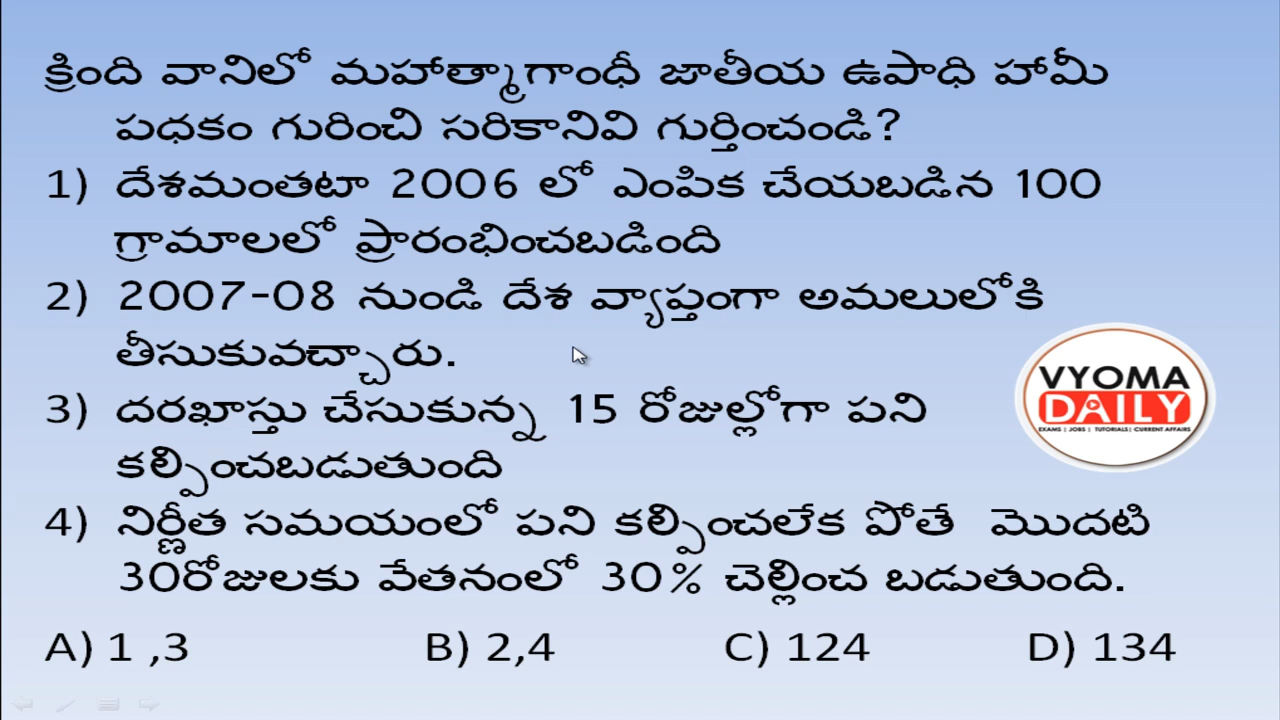 క్రింది వానిలో మహాత్మాగాంధీ జాతీయ ఉపాధి హామీ
పధకం గురించి సరికానివి గుర్తించండి?
1) దేశమంతటా 2006 లో ఎంపిక చేయబడిన 100
గ్రామాలలో ప్రారంభించబడింది
2) 2007-08 నుండి దేశ వ్యాప్తంగా అమలులోకి
తీసుకువచ్చారు.
3) దరఖాస్తు చేసుకున్న 15 రోజుల్లోగా పని
కల్పించబడుతుంది
4) నిర్ణీత సమయంలో పని కల్పించలేక పోతే మొదటి
30రోజులకు వేతనంలో 30% చెల్లించ బడుతుంది.
A) 1 ,3 B) 2,4 C) 124 D) 134
VYOMA
DAILY
EXAMS | JOBS | TUTORIALS| CURRENT AFFAIRS